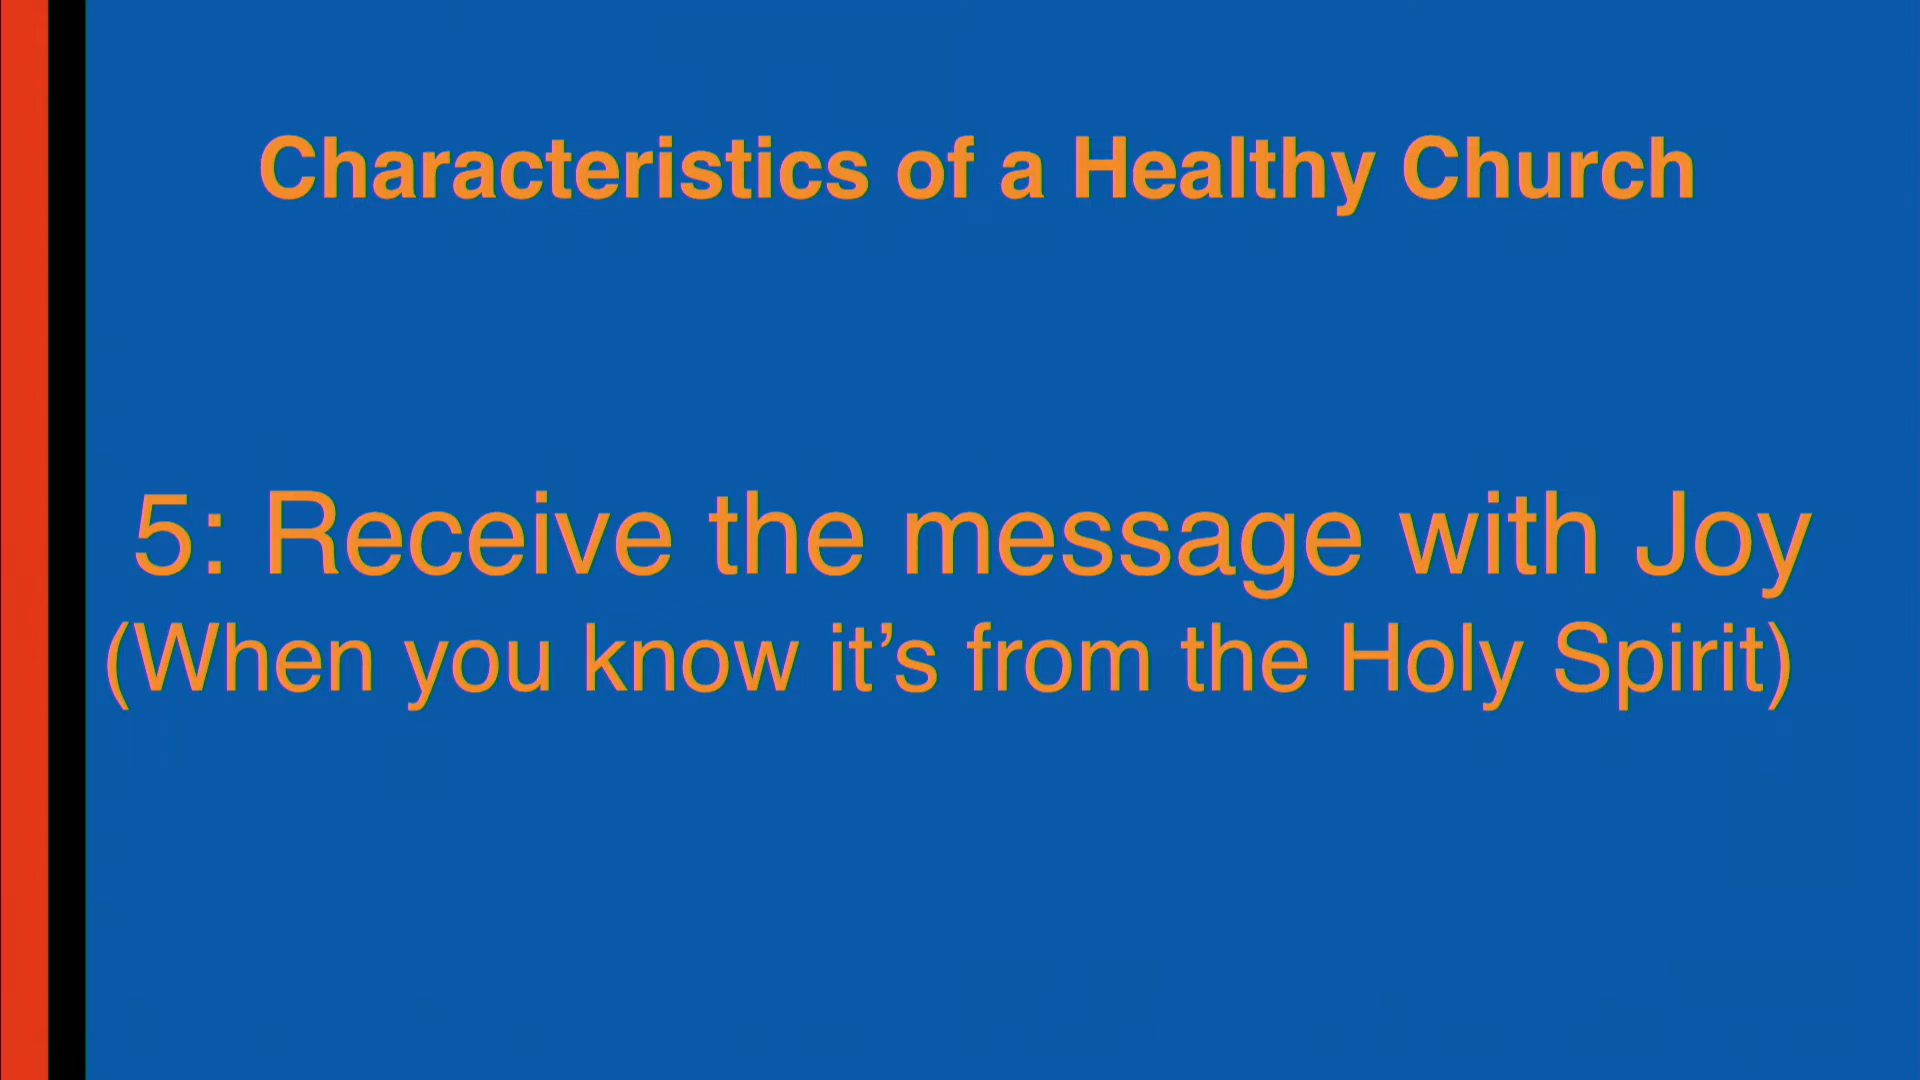 Characteristics of a Healthy Church
5: Receive the message with Joy
(When you know it’s from the Holy Spirit)